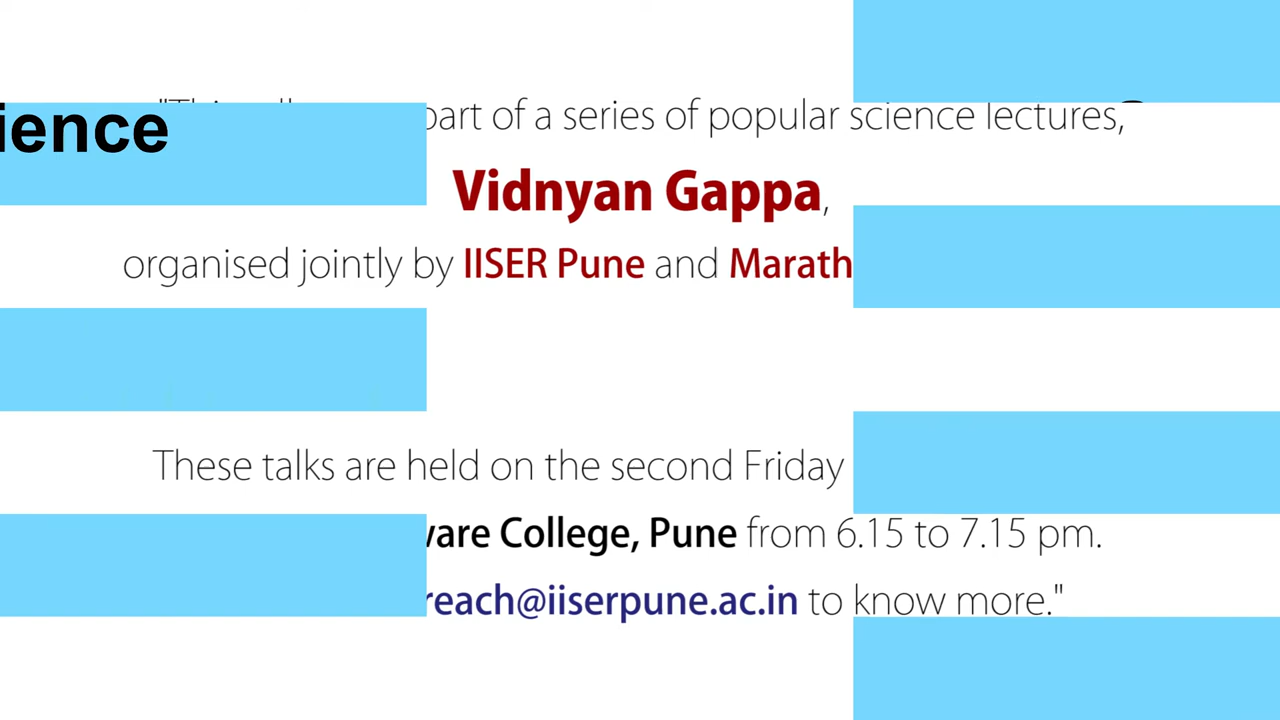 ience
part of a series of popular science lectures,
Vidnyan Gappa,
organised jointly by IISER Pune and Marath
These talks are held on the second Friday
ware College, Pune from 6.15 to 7.15 pm.
reach@iiserpune.ac.in to know more."